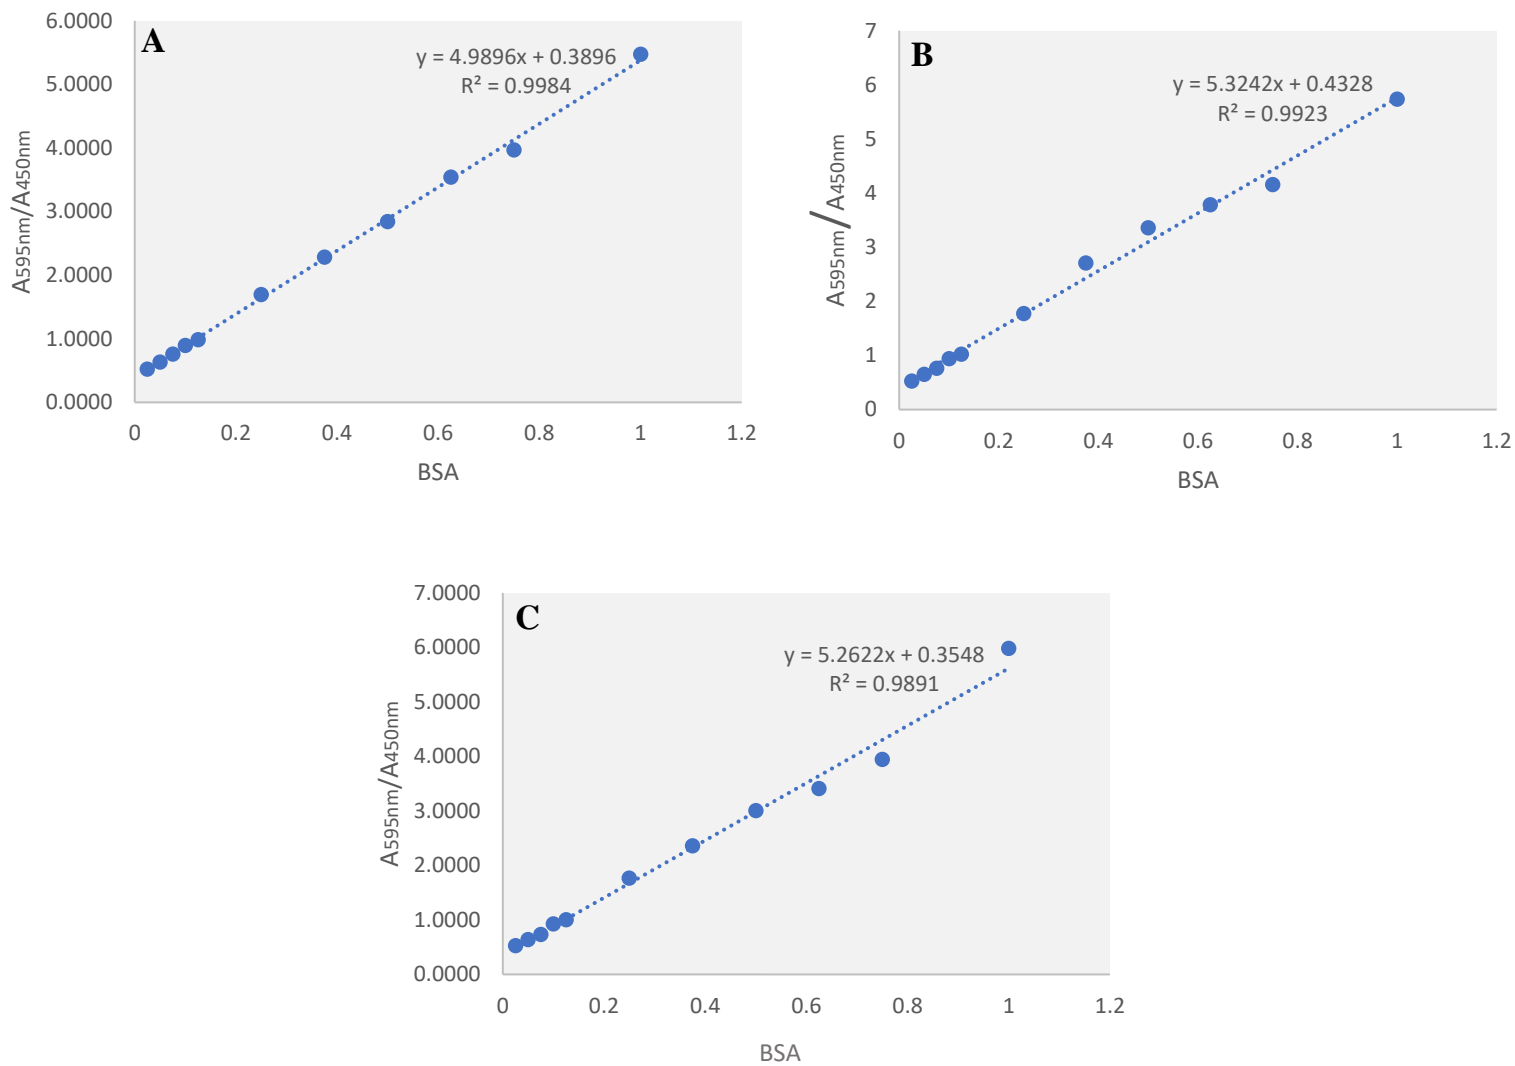 A
y = 4.9896x + 0.3896
R² = 0.9984
6.0000
5.0000
4.0000
3.0000
2.0000
1.0000
0.0000
A595nm/A450nm
0 0.2 0.4 0.6 0.8 1 1.2
BSA
B
y = 5.3242x + 0.4328
R² = 0.9923
7
6
5
4
3
2
1
0
A595nm/A450nm
0 0.2 0.4 0.6 0.8 1 1.2
BSA
C
y = 5.2622x + 0.3548
R² = 0.9891
7.0000
6.0000
5.0000
4.0000
3.0000
2.0000
1.0000
0.0000
A595nm/A450nm
0 0.2 0.4 0.6 0.8 1 1.2
BSA